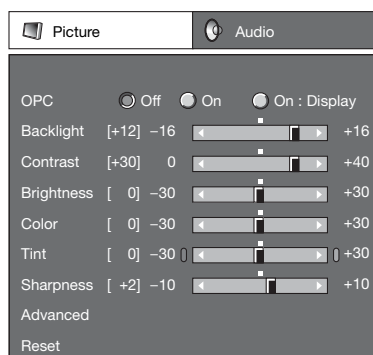 Picture Audio
OPC Off On On : Display
Backlight [+12] −16 +16
Contrast [+30] 0 +40
Brightness [ 0] −30 +30
Color [ 0] −30 +30
Tint [ 0] −30 +30
Sharpness [ +2] −10 +10
Advanced
Reset